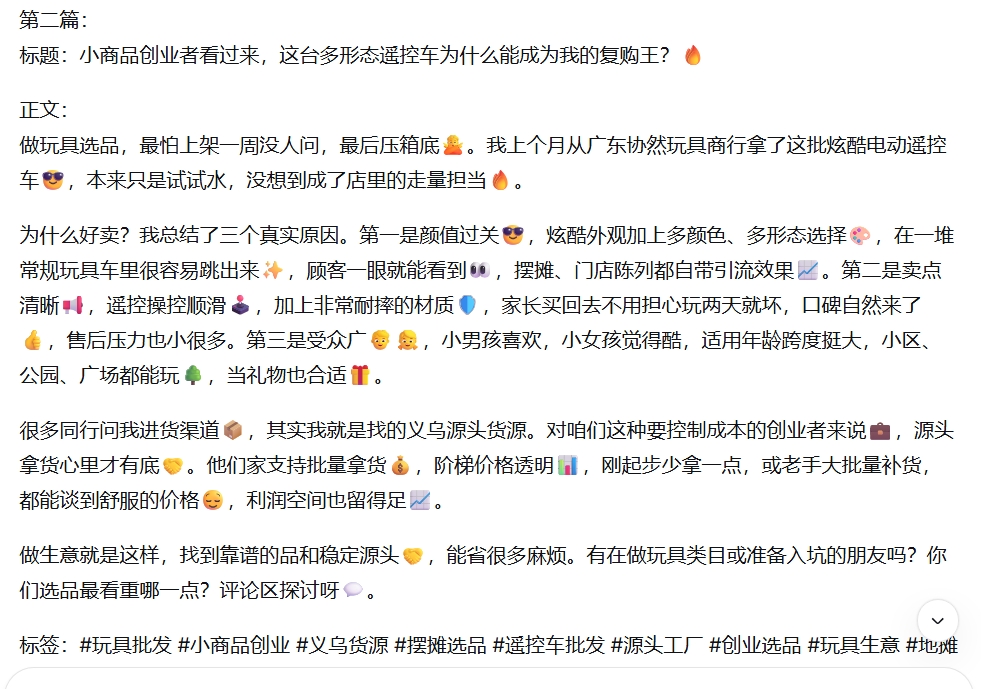 第二篇：
标题：小商品创业者看过来，这台多形态遥控车为什么能成为我的复购王？🔥
正文：
做玩具选品，最怕上架一周没人问，最后压箱底🤷。我上个月从广东协然玩具商行拿了这批炫酷电动遥控
车😎，本来只是试试水，没想到成了店里的走量担当🔥。
为什么好卖？我总结了三个真实原因。第一是颜值过关😎，炫酷外观加上多颜色、多形态选择🎨，在一堆
常规玩具车里很容易跳出来✨，顾客一眼就能看到👀，摆摊、门店陈列都自带引流效果📈。第二是卖点
清晰📢，遥控操控顺滑🕹️，加上非常耐摔的材质🛡️，家长买回去不用担心玩两天就坏，口碑自然来了
👍，售后压力也小很多。第三是受众广👦👧，小男孩喜欢，小女孩觉得酷，适用年龄跨度挺大，小区、
公园、广场都能玩🌳，当礼物也合适🎁。
很多同行问我进货渠道📦，其实我就是找的义乌源头货源。对咱们这种要控制成本的创业者来说💼，源头
拿货心里才有底🤝。他们家支持批量拿货💰，阶梯价格透明📊，刚起步少拿一点，或老手大批量补货，
都能谈到舒服的价格😌，利润空间也留得足📈。
做生意就是这样，找到靠谱的品和稳定源头🤝，能省很多麻烦。有在做玩具类目或准备入坑的朋友吗？你
们选品最看重哪一点？评论区探讨呀💬。
标签：#玩具批发 #小商品创业 #义乌货源 #摆摊选品 #遥控车批发 #源头工厂 #创业选品 #玩具生意 #地摊